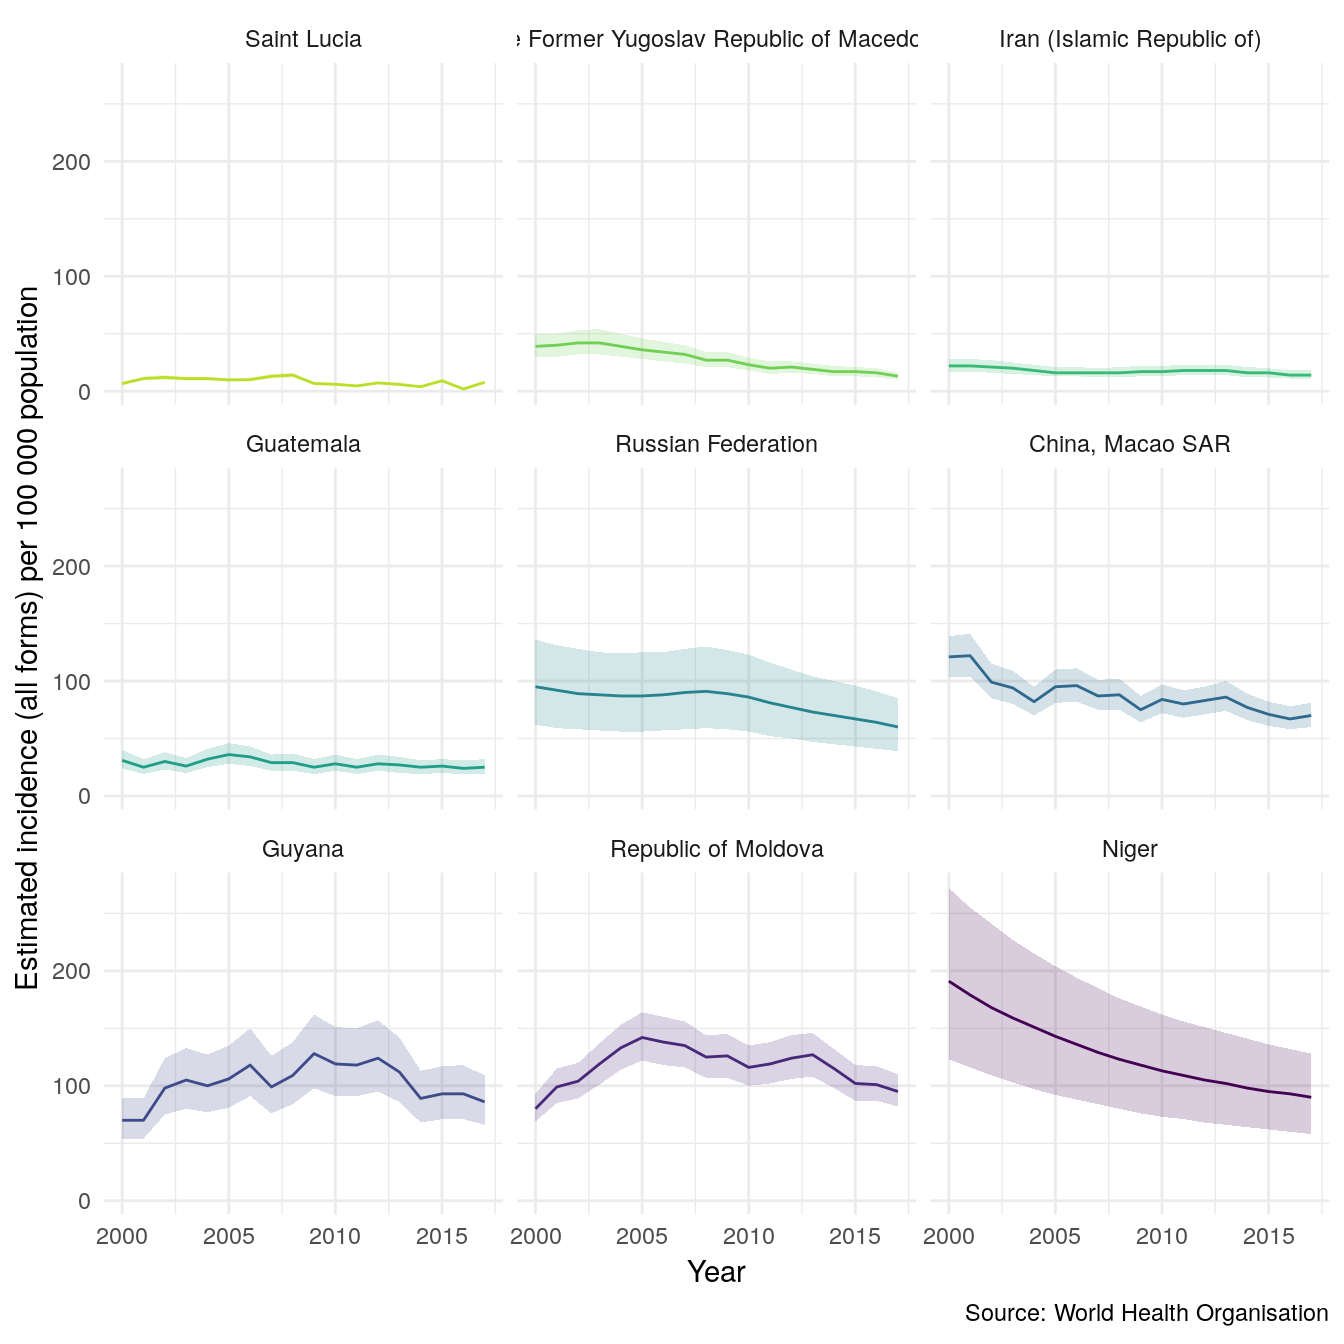 Saint Lucia
Former Yugoslav Republic of
Iran (Islamic Republic of)
200
100
0
Guatemala
Russian Federation
China, Macao SAR
200
100
0
Estimated incidence (all forms) per 100 000 population
Guyana
Republic of Moldova
Niger
200
100
0
2000 2005 2010 2015 2000 2005 2010 2015 2000 2005 2010 2015
Year
Source: World Health Organisation